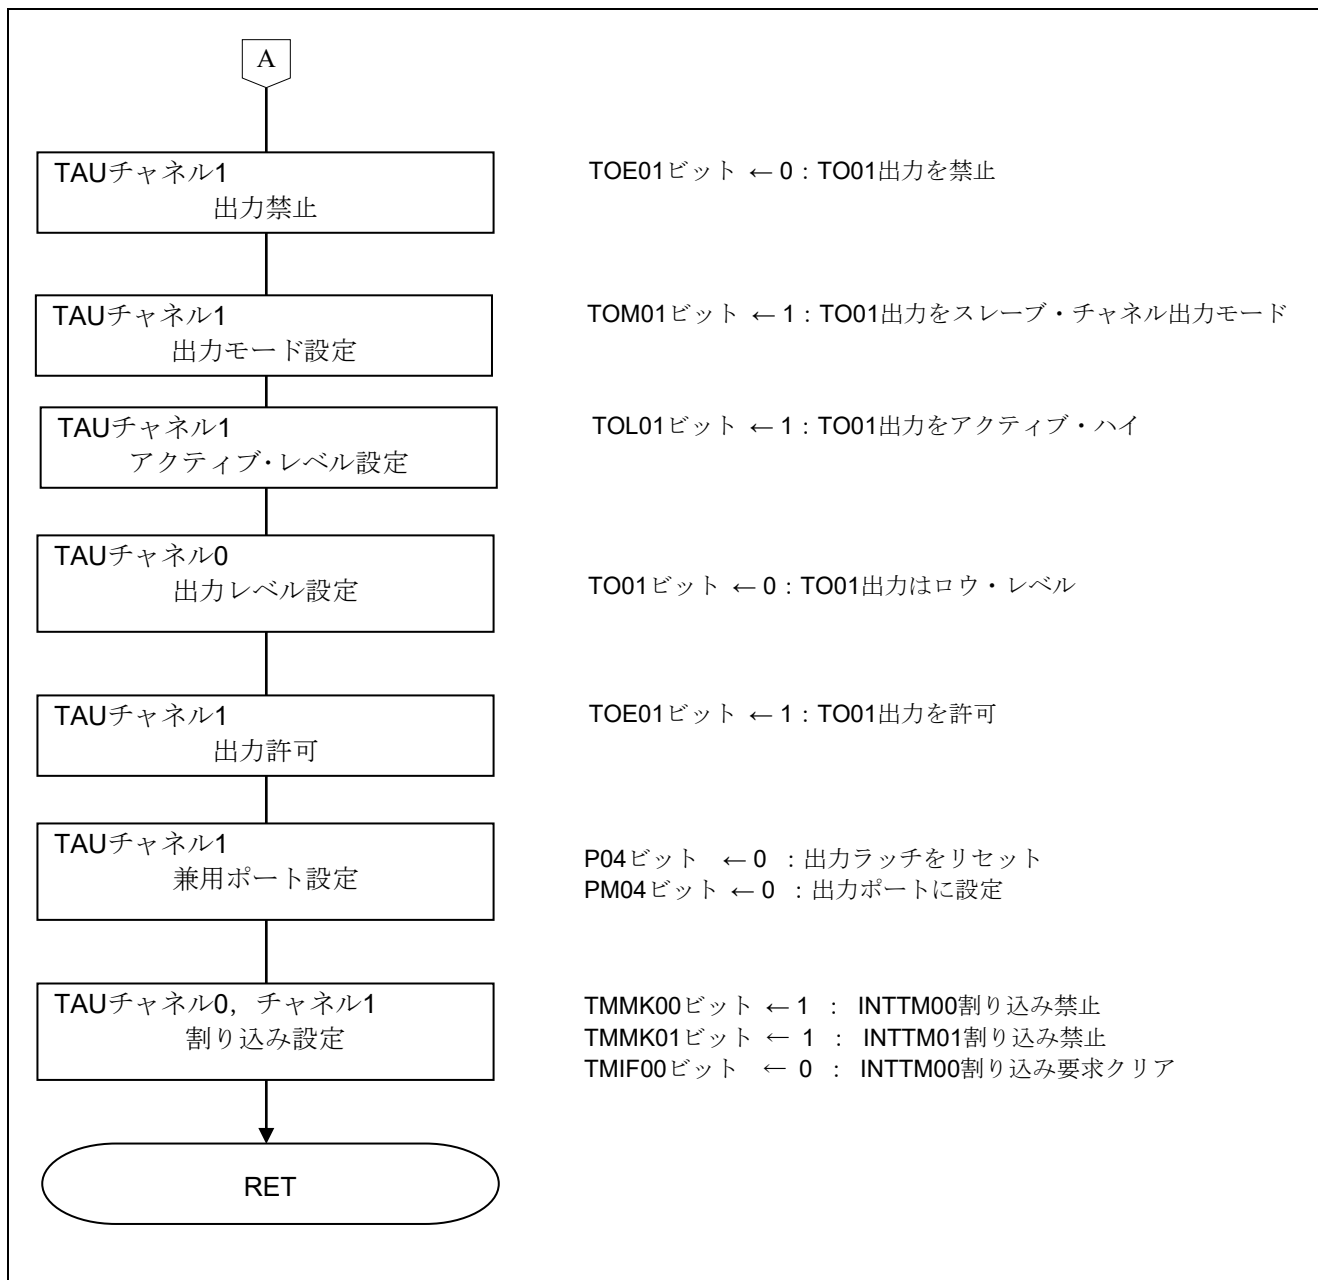 A
TAUチャネル1
出力禁止
TOE01ビット ← 0 : TO01出力を禁止
TAUチャネル1
出力モード設定
TOM01ビット ← 1 : TO01出力をスレーブ・チャネル出力モード
TAUチャネル1
アクティブ・レベル設定
TOL01ビット ← 1 : TO01出力をアクティブ・ハイ
TAUチャネル0
出力レベル設定
TO01ビット ← 0 : TO01出力はロウ・レベル
TAUチャネル1
出力許可
TOE01ビット ← 1 : TO01出力を許可
TAUチャネル1
兼用ポート設定
P04ビット ← 0 : 出力ラッチをリセット
PM04ビット ← 0 : 出力ポートに設定
TAUチャネル0，チャネル1
割り込み設定
TMMK00ビット ← 1 : INTTM00割り込み禁止
TMMK01ビット ← 1 : INTTM01割り込み禁止
TMIF00ビット ← 0 : INTTM00割り込み要求クリア
RET